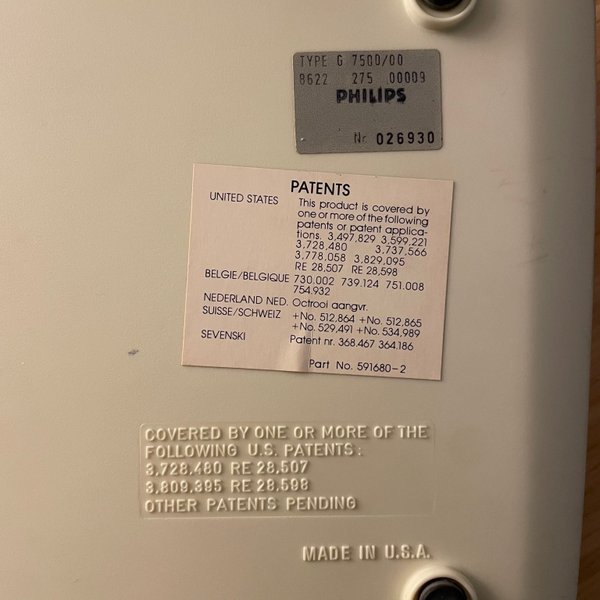 TYPE G 7500/00
8622 275 00009
PHILIPS
Nr 026930
PATENTS
UNITED STATES This product is covered by
one or more of the following
patents or patent applica-
tions. 3,497.829 3,599.221
3,728,480 3,737,566
3,778.058 3,829.095
RE 28,507 RE 28,598
BELGIE/BELGIQUE 730.002 739.124 751.008
754.932
NEDERLAND NED. Octrooi aangvr.
SUISSE/SCHWEIZ +No. 512,864 +No. 512,865
+No. 529,491 +No. 534,989
SEVENSKI Patent nr. 368.467 364.186
Part No. 591680-2
COVERED BY ONE OR MORE OF THE
FOLLOWING U.S. PATENTS:
3,728,480 RE 28,507
3,809,395 RE 28,598
OTHER PATENTS PENDING
MADE IN U.S.A.